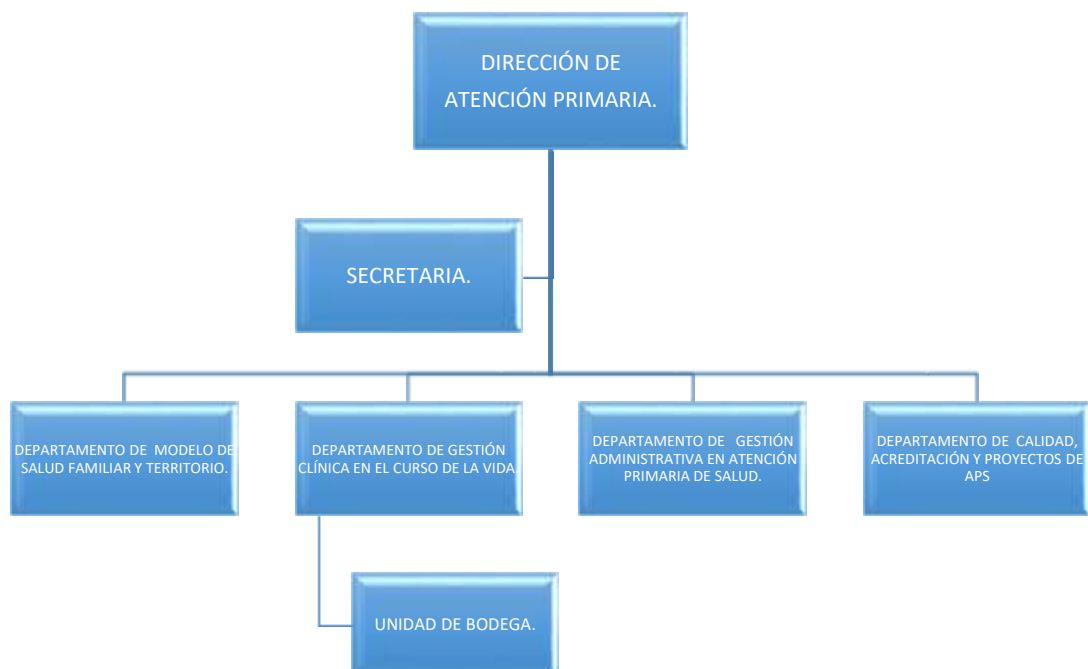 DIRECCIÓN DE
ATENCIÓN PRIMARIA.
SECRETARIA.
DEPARTAMENTO DE MODELO DE
SALUD FAMILIAR Y TERRITORIO.
DEPARTAMENTO DE GESTIÓN
CLÍNICA EN EL CURSO DE LA VIDA
DEPARTAMENTO DE GESTIÓN
ADMINISTRATIVA EN ATENCIÓN
PRIMARIA DE SALUD.
DEPARTAMENTO DE CALIDAD,
ACREDITACIÓN Y PROYECTOS DE
APS
UNIDAD DE BODEGA.